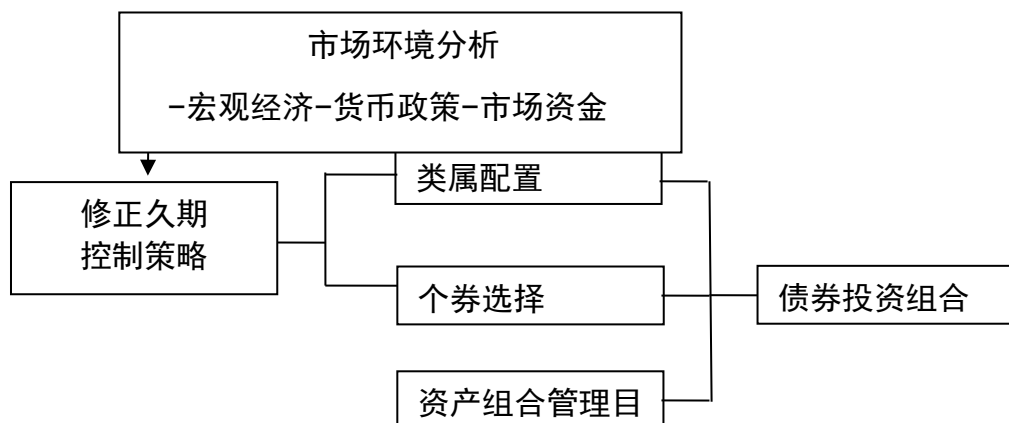 市场环境分析
-宏观经济-货币政策-市场资金
类属配置
修正久期
控制策略
个券选择
债券投资组合
资产组合管理目